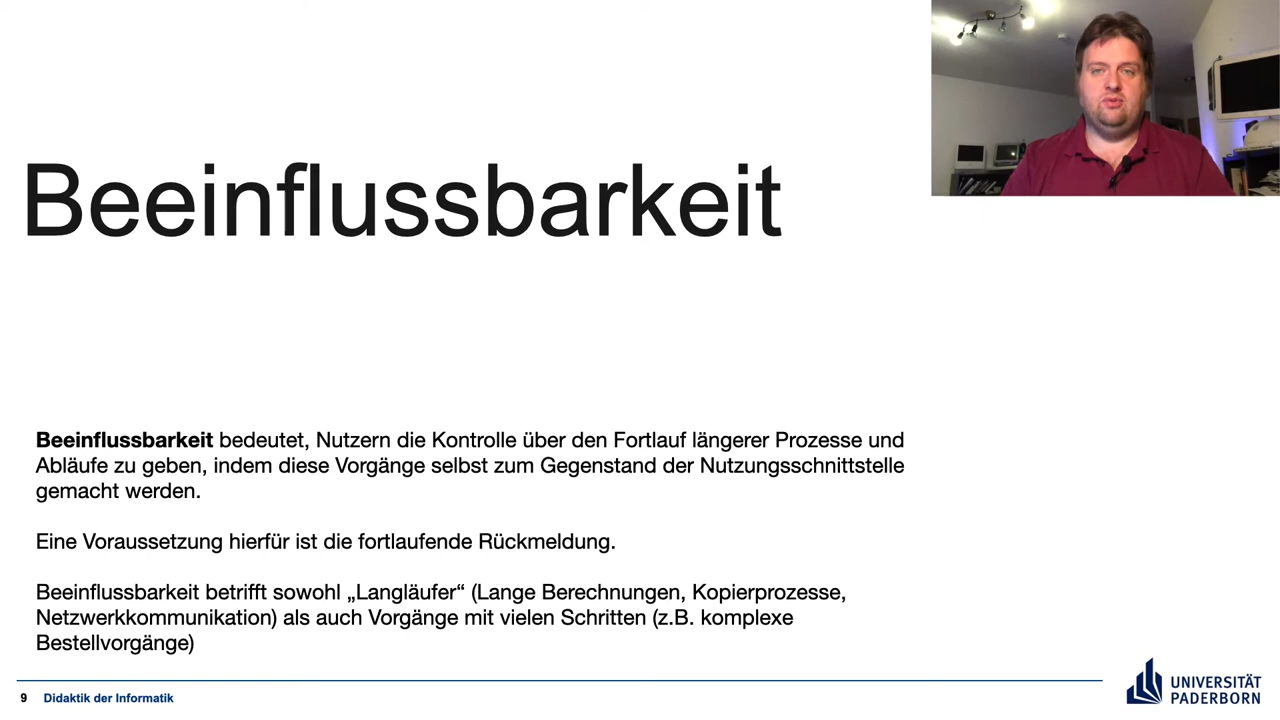 Beeinflussbarkeit
Beeinflussbarkeit bedeutet, Nutzern die Kontrolle über den Fortlauf längerer Prozesse und
Abläufe zu geben, indem diese Vorgänge selbst zum Gegenstand der Nutzungsschnittstelle
gemacht werden.
Eine Voraussetzung hierfür ist die fortlaufende Rückmeldung.
Beeinflussbarkeit betrifft sowohl „Langläufer“ (Lange Berechnungen, Kopierprozesse,
Netzwerkkommunikation) als auch Vorgänge mit vielen Schritten (z.B. komplexe
Bestellvorgänge)
9 Didaktik der Informatik
UNIVERSITÄT
PADERBORN